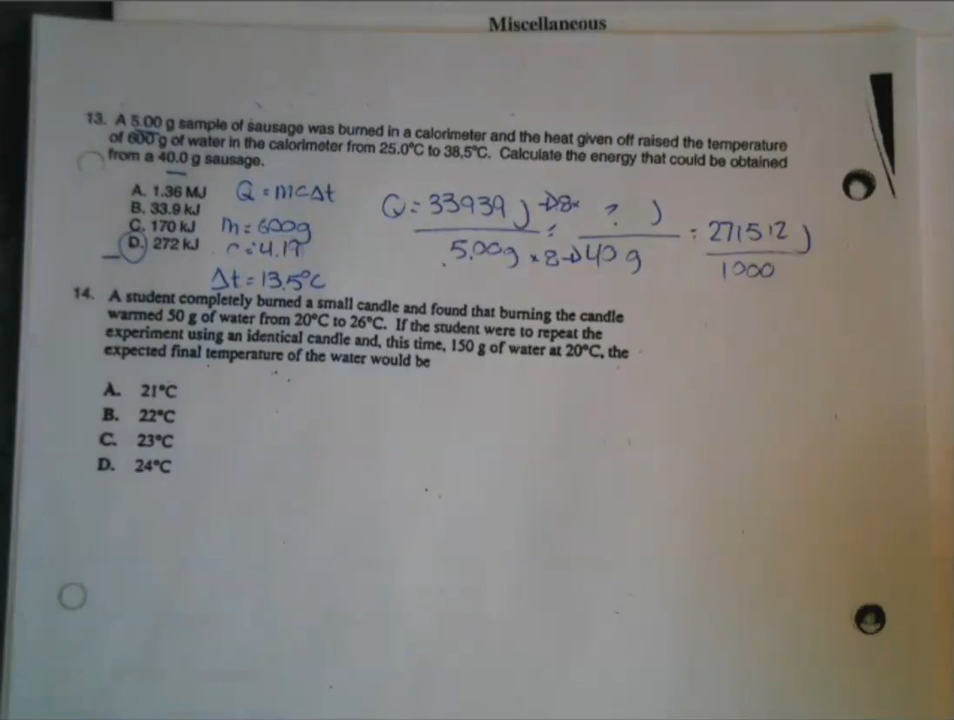 Miscellaneous
13. A 5.00 g sample of sausage was burned in a calorimeter and the heat given off raised the temperature
of 600 g of water in the calorimeter from 25.0°C to 38,5°C. Calculate the energy that could be obtained
from a 40.0 g sausage.
A. 1.36 MJ
B. 33.9 kJ
C. 170 kJ
D. 272 kJ
Q = mcΔt
m = 600g
c = 4.19
Δt = 13.5°C
Q = 33939 J ? J = 271512 J
5,00g × 8 → 40 g 1000
14. A student completely burned a small candle and found that burning the candle
warmed 50 g of water from 20°C to 26°C. If the student were to repeat the
experiment using an identical candle and, this time, 150 g of water at 20°C, the
expected final temperature of the water would be
A. 21°C
B. 22°C
C. 23°C
D. 24°C